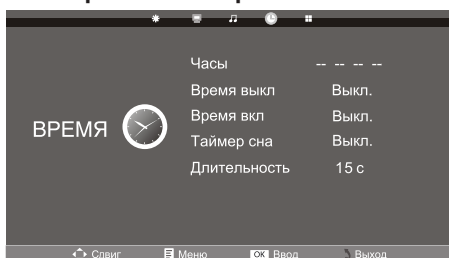 Часы -- -- -- --
Время выкл Выкл.
Время вкл Выкл.
ВРЕМЯ
Таймер сна Выкл.
Длительность 15 с
Сдвиг Меню OK Ввод Выход